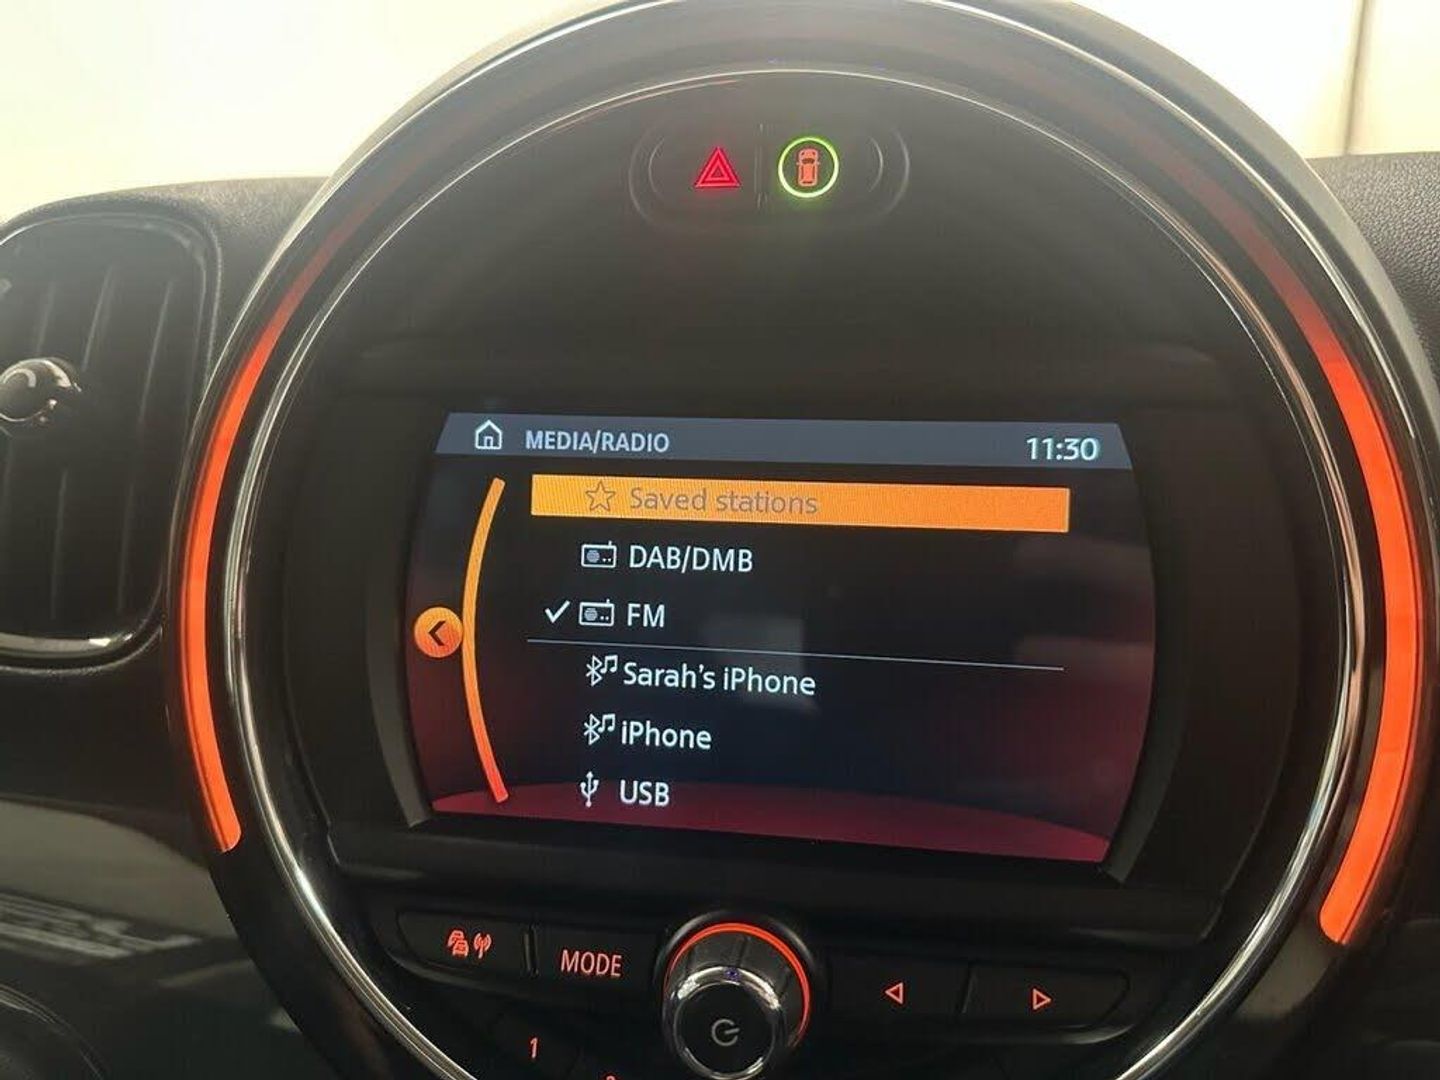 MEDIA/RADIO 11:30
Saved stations
DAB/DMB
FM
Sarah's iPhone
iPhone
USB
MODE
1